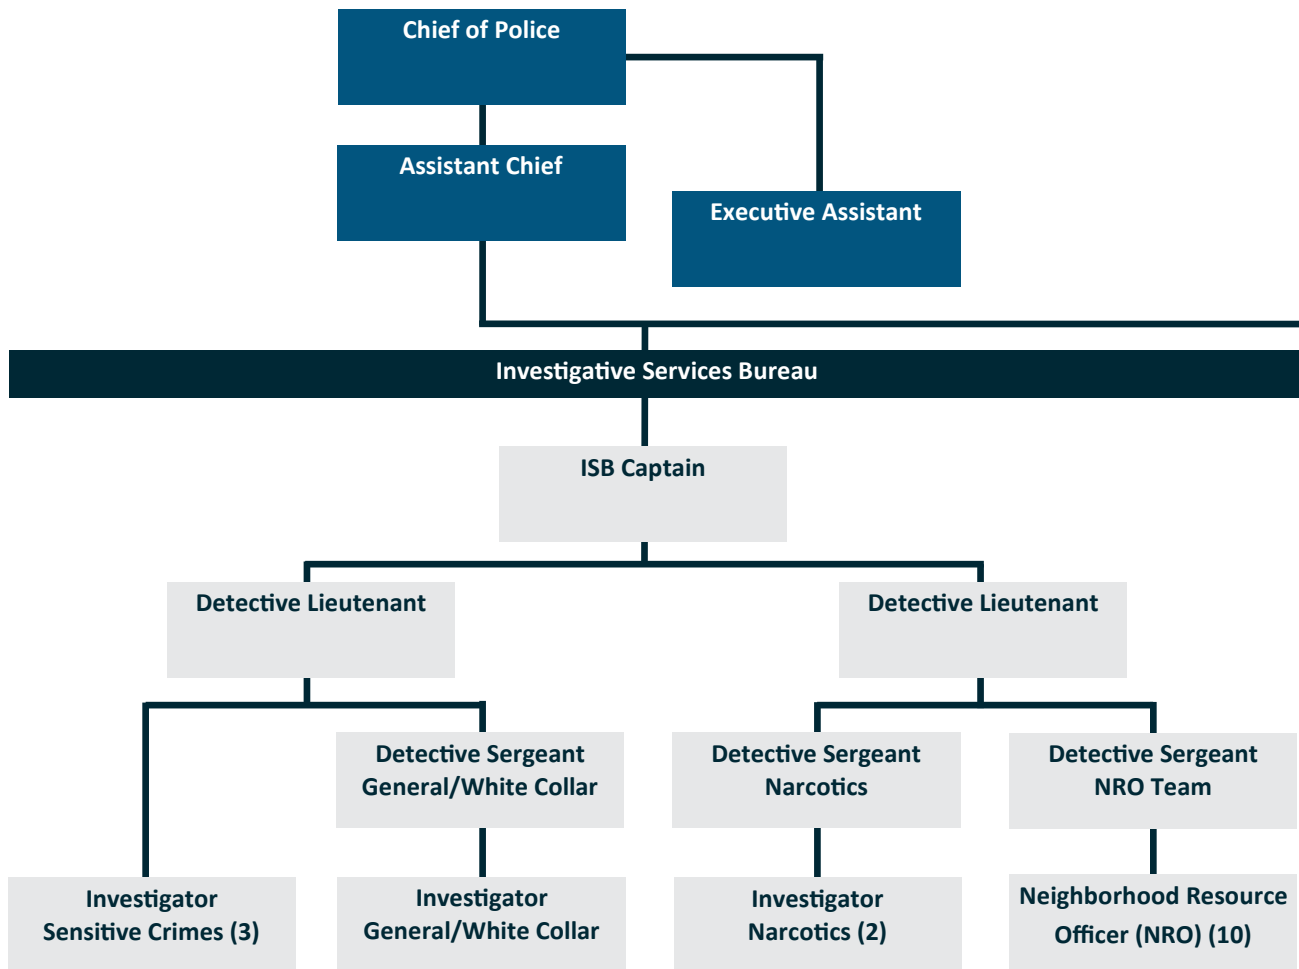 Chief of Police
Assistant Chief
Executive Assistant
Investigative Services Bureau
ISB Captain
Detective Lieutenant
Detective Lieutenant
Detective Sergeant
General/White Collar
Detective Sergeant
Narcotics
Detective Sergeant
NRO Team
Investigator
Sensitive Crimes (3)
Investigator
General/White Collar
Investigator
Narcotics (2)
Neighborhood Resource
Officer (NRO) (10)